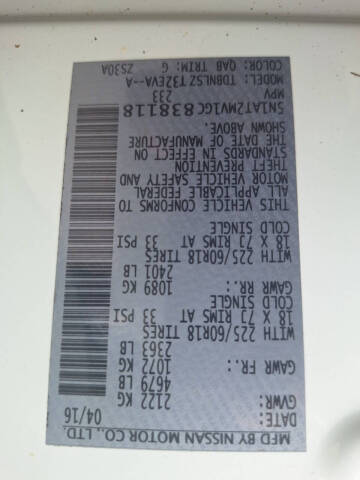 MFD BY NISSAN MOTOR CO., LTD.
DATE: 04/16
GVWR: 2122 KG
4679 LB
GAWR FR.: 1072 KG
2363 LB
WITH 225/60R18 TIRES
18 X 7J RIMS AT 33 PSI
COLD SINGLE
GAWR RR.: 1089 KG
2401 LB
WITH 225/60R18 TIRES
18 X 7J RIMS AT 33 PSI
COLD SINGLE
THIS VEHICLE CONFORMS TO
ALL APPLICABLE FEDERAL
MOTOR VEHICLE SAFETY AND
THEFT PREVENTION
STANDARDS IN EFFECT ON
THE DATE OF MANUFACTURE
SHOWN ABOVE.
5N1AT2MV1GC838118
MPV 233
MODEL: TDBNLSZ T32EVA--A
COLOR: QAB TRIM: G
ZS30A